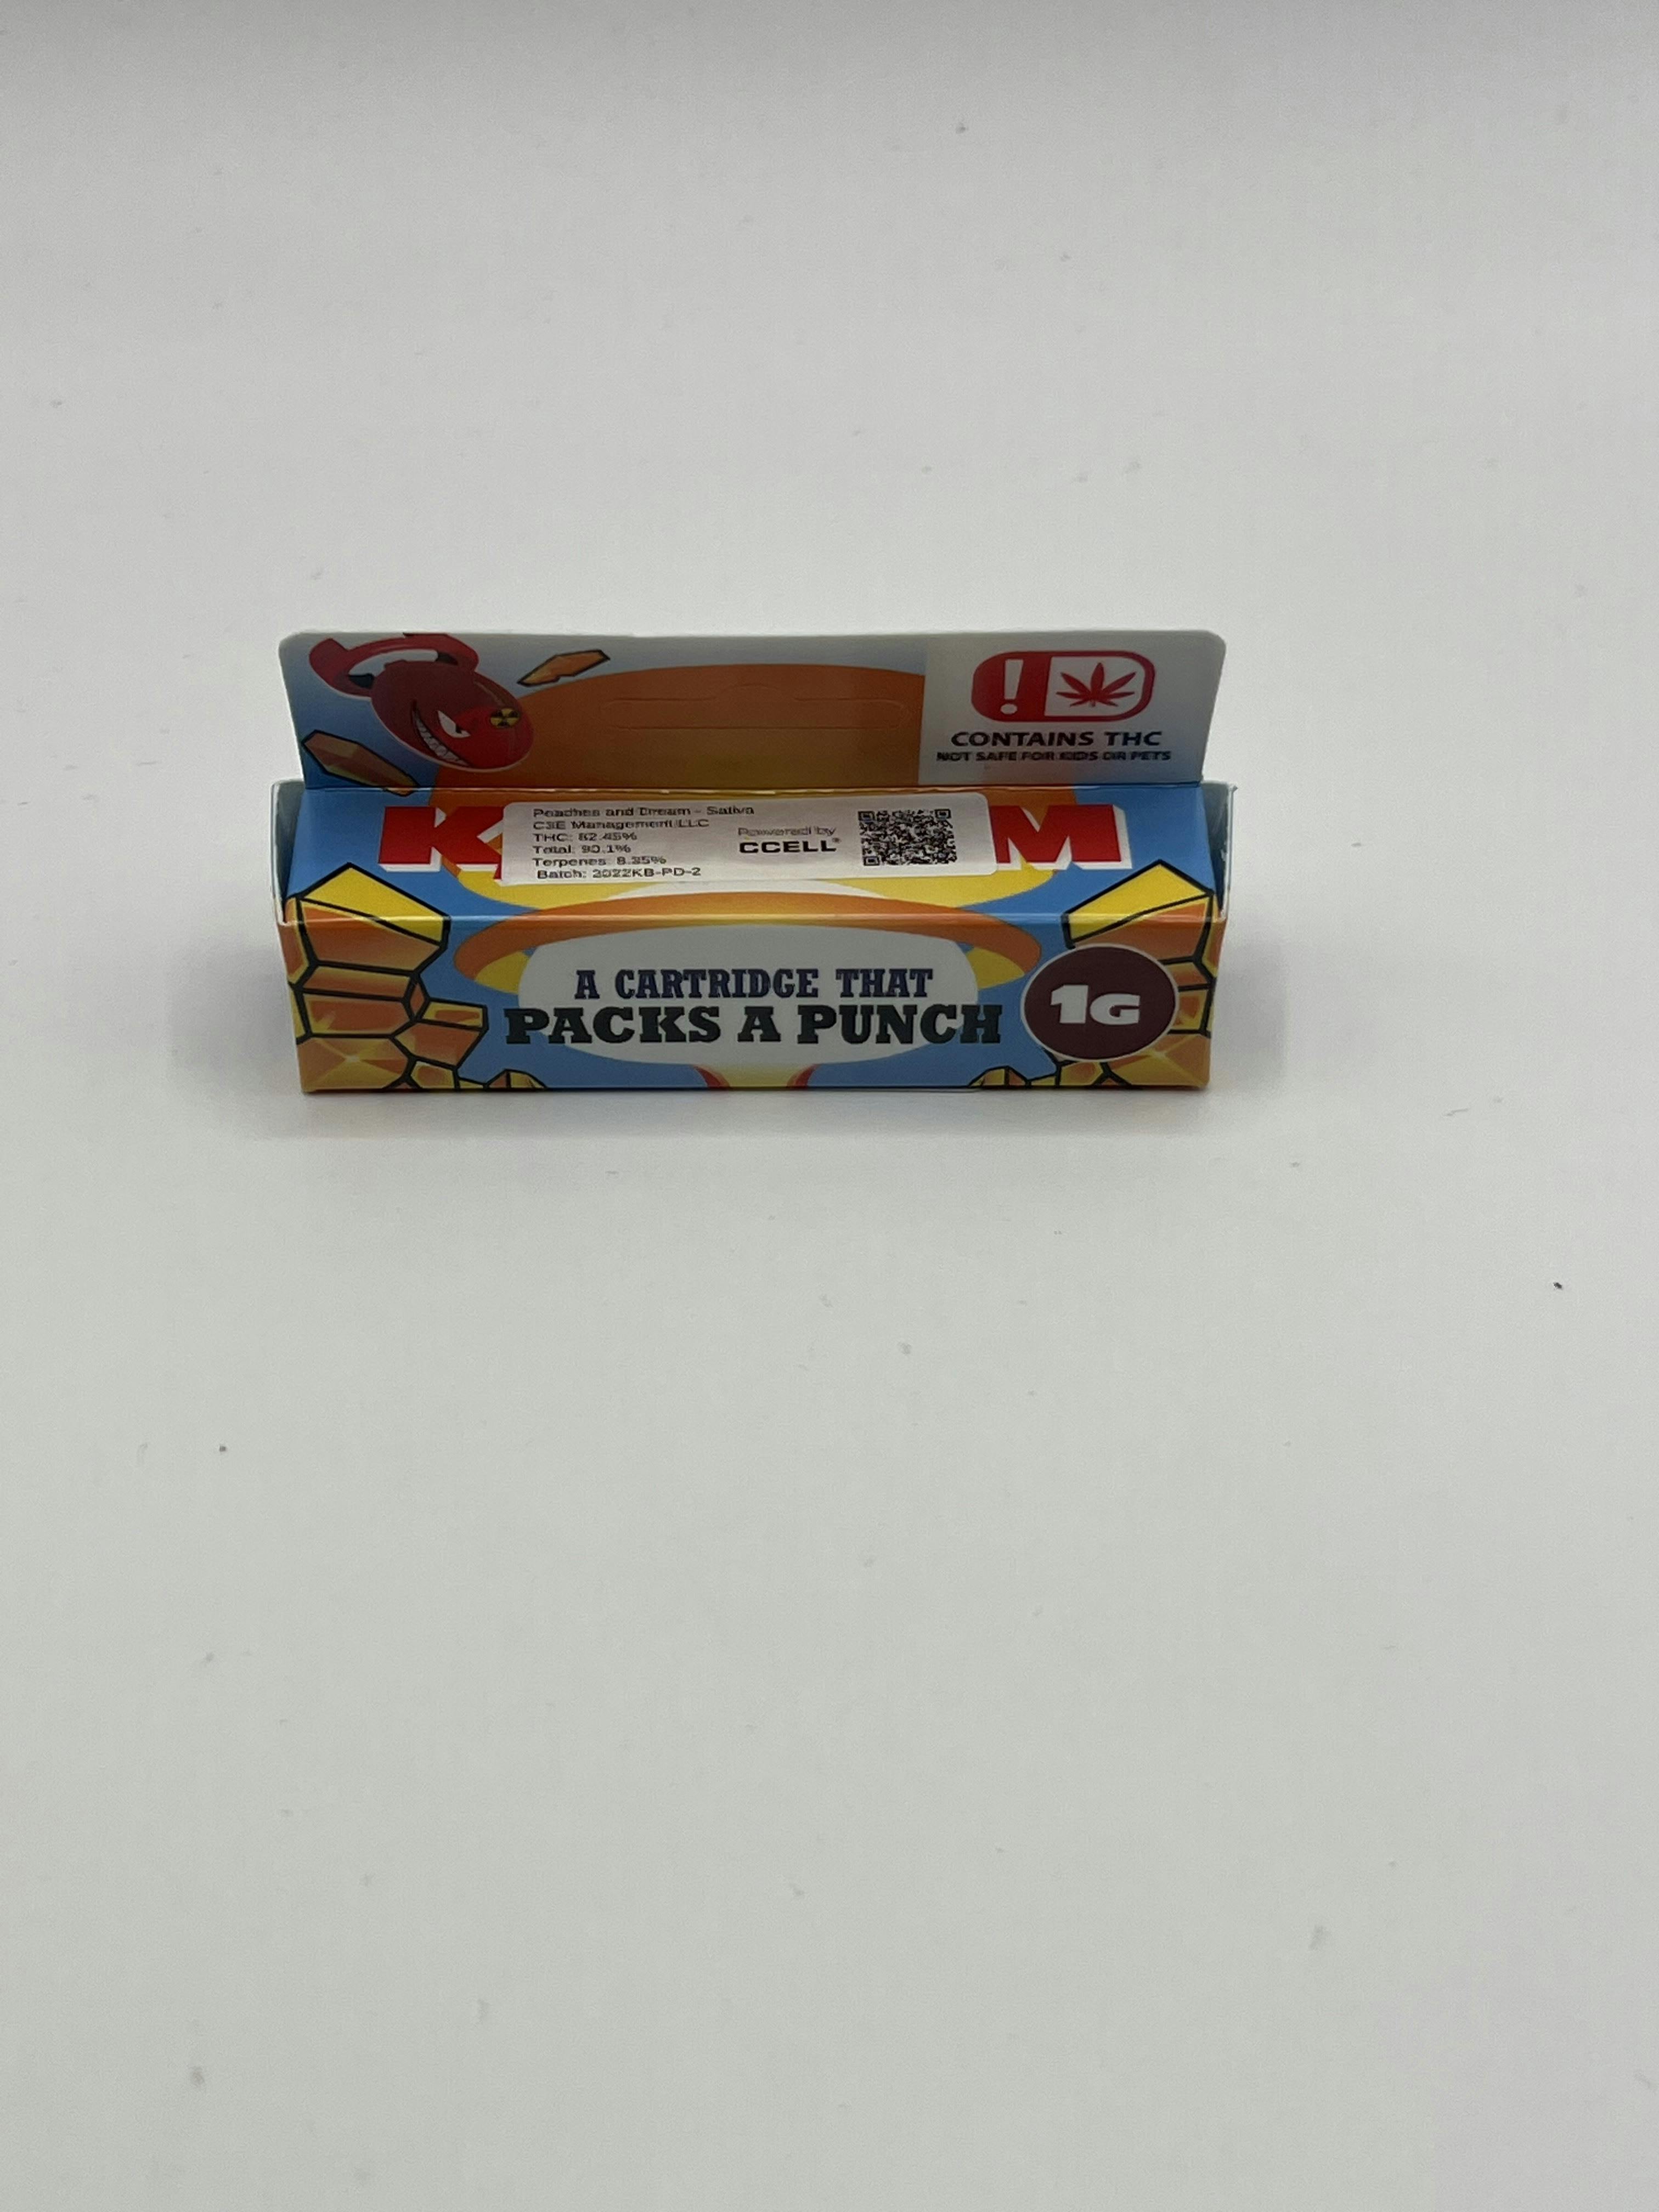 CONTAINS THC
NOT SAFE FOR KIDS OR PETS
K M
Peaches and Dream - Sativa
C3E Management LLC
THC: 82.45%
Total: 90.1%
Terpenes: 8.35%
Batch: 2022KB-PD-2
Powered by
CCELL
A CARTRIDGE THAT
PACKS A PUNCH
1G